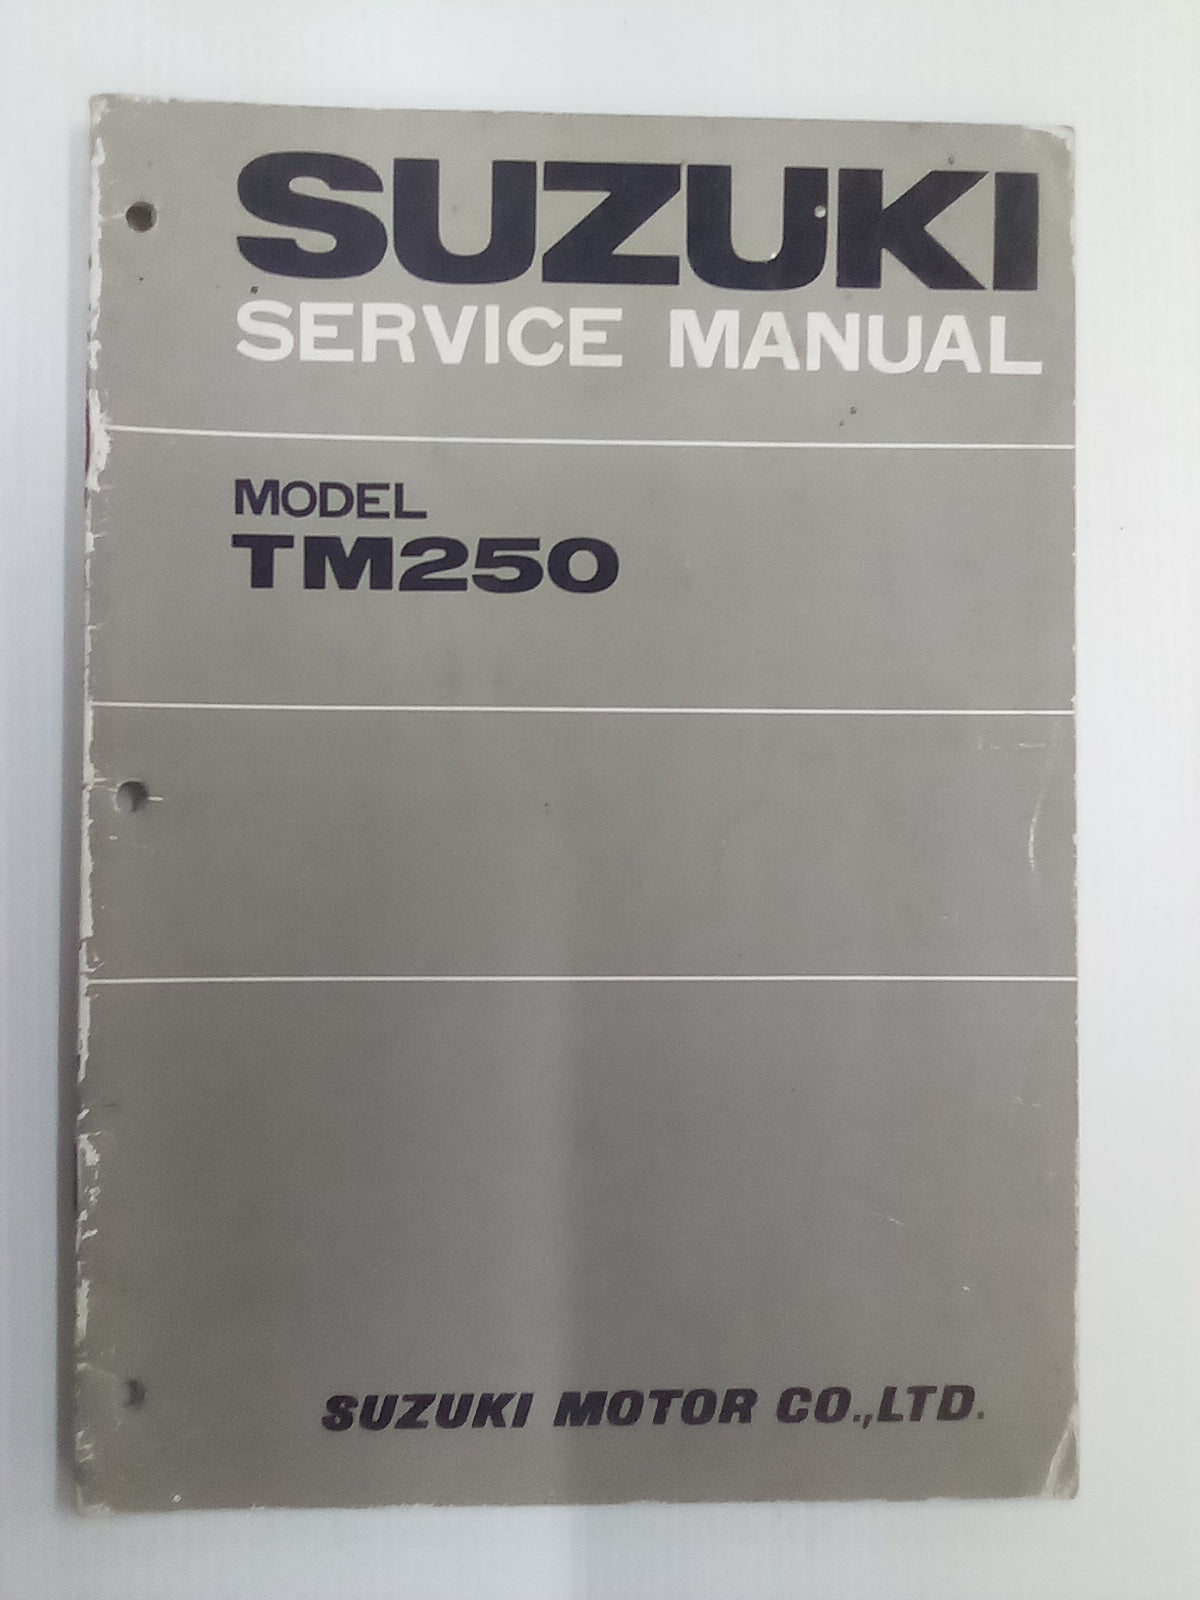 SUZUKI
SERVICE MANUAL
MODEL
TM250
SUZUKI MOTOR CO.,LTD.